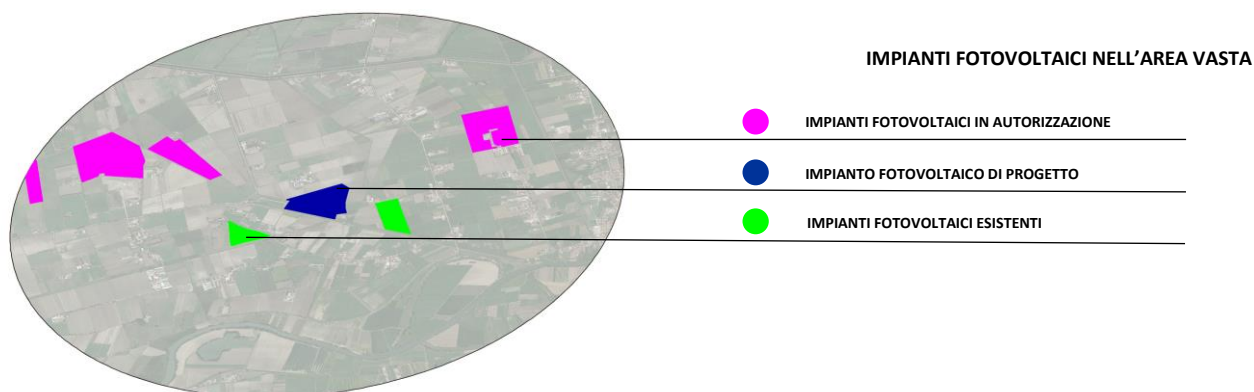 IMPIANTI FOTOVOLTAICI NELL'AREA VASTA
IMPIANTI FOTOVOLTAICI IN AUTORIZZAZIONE
IMPIANTO FOTOVOLTAICO DI PROGETTO
IMPIANTI FOTOVOLTAICI ESISTENTI